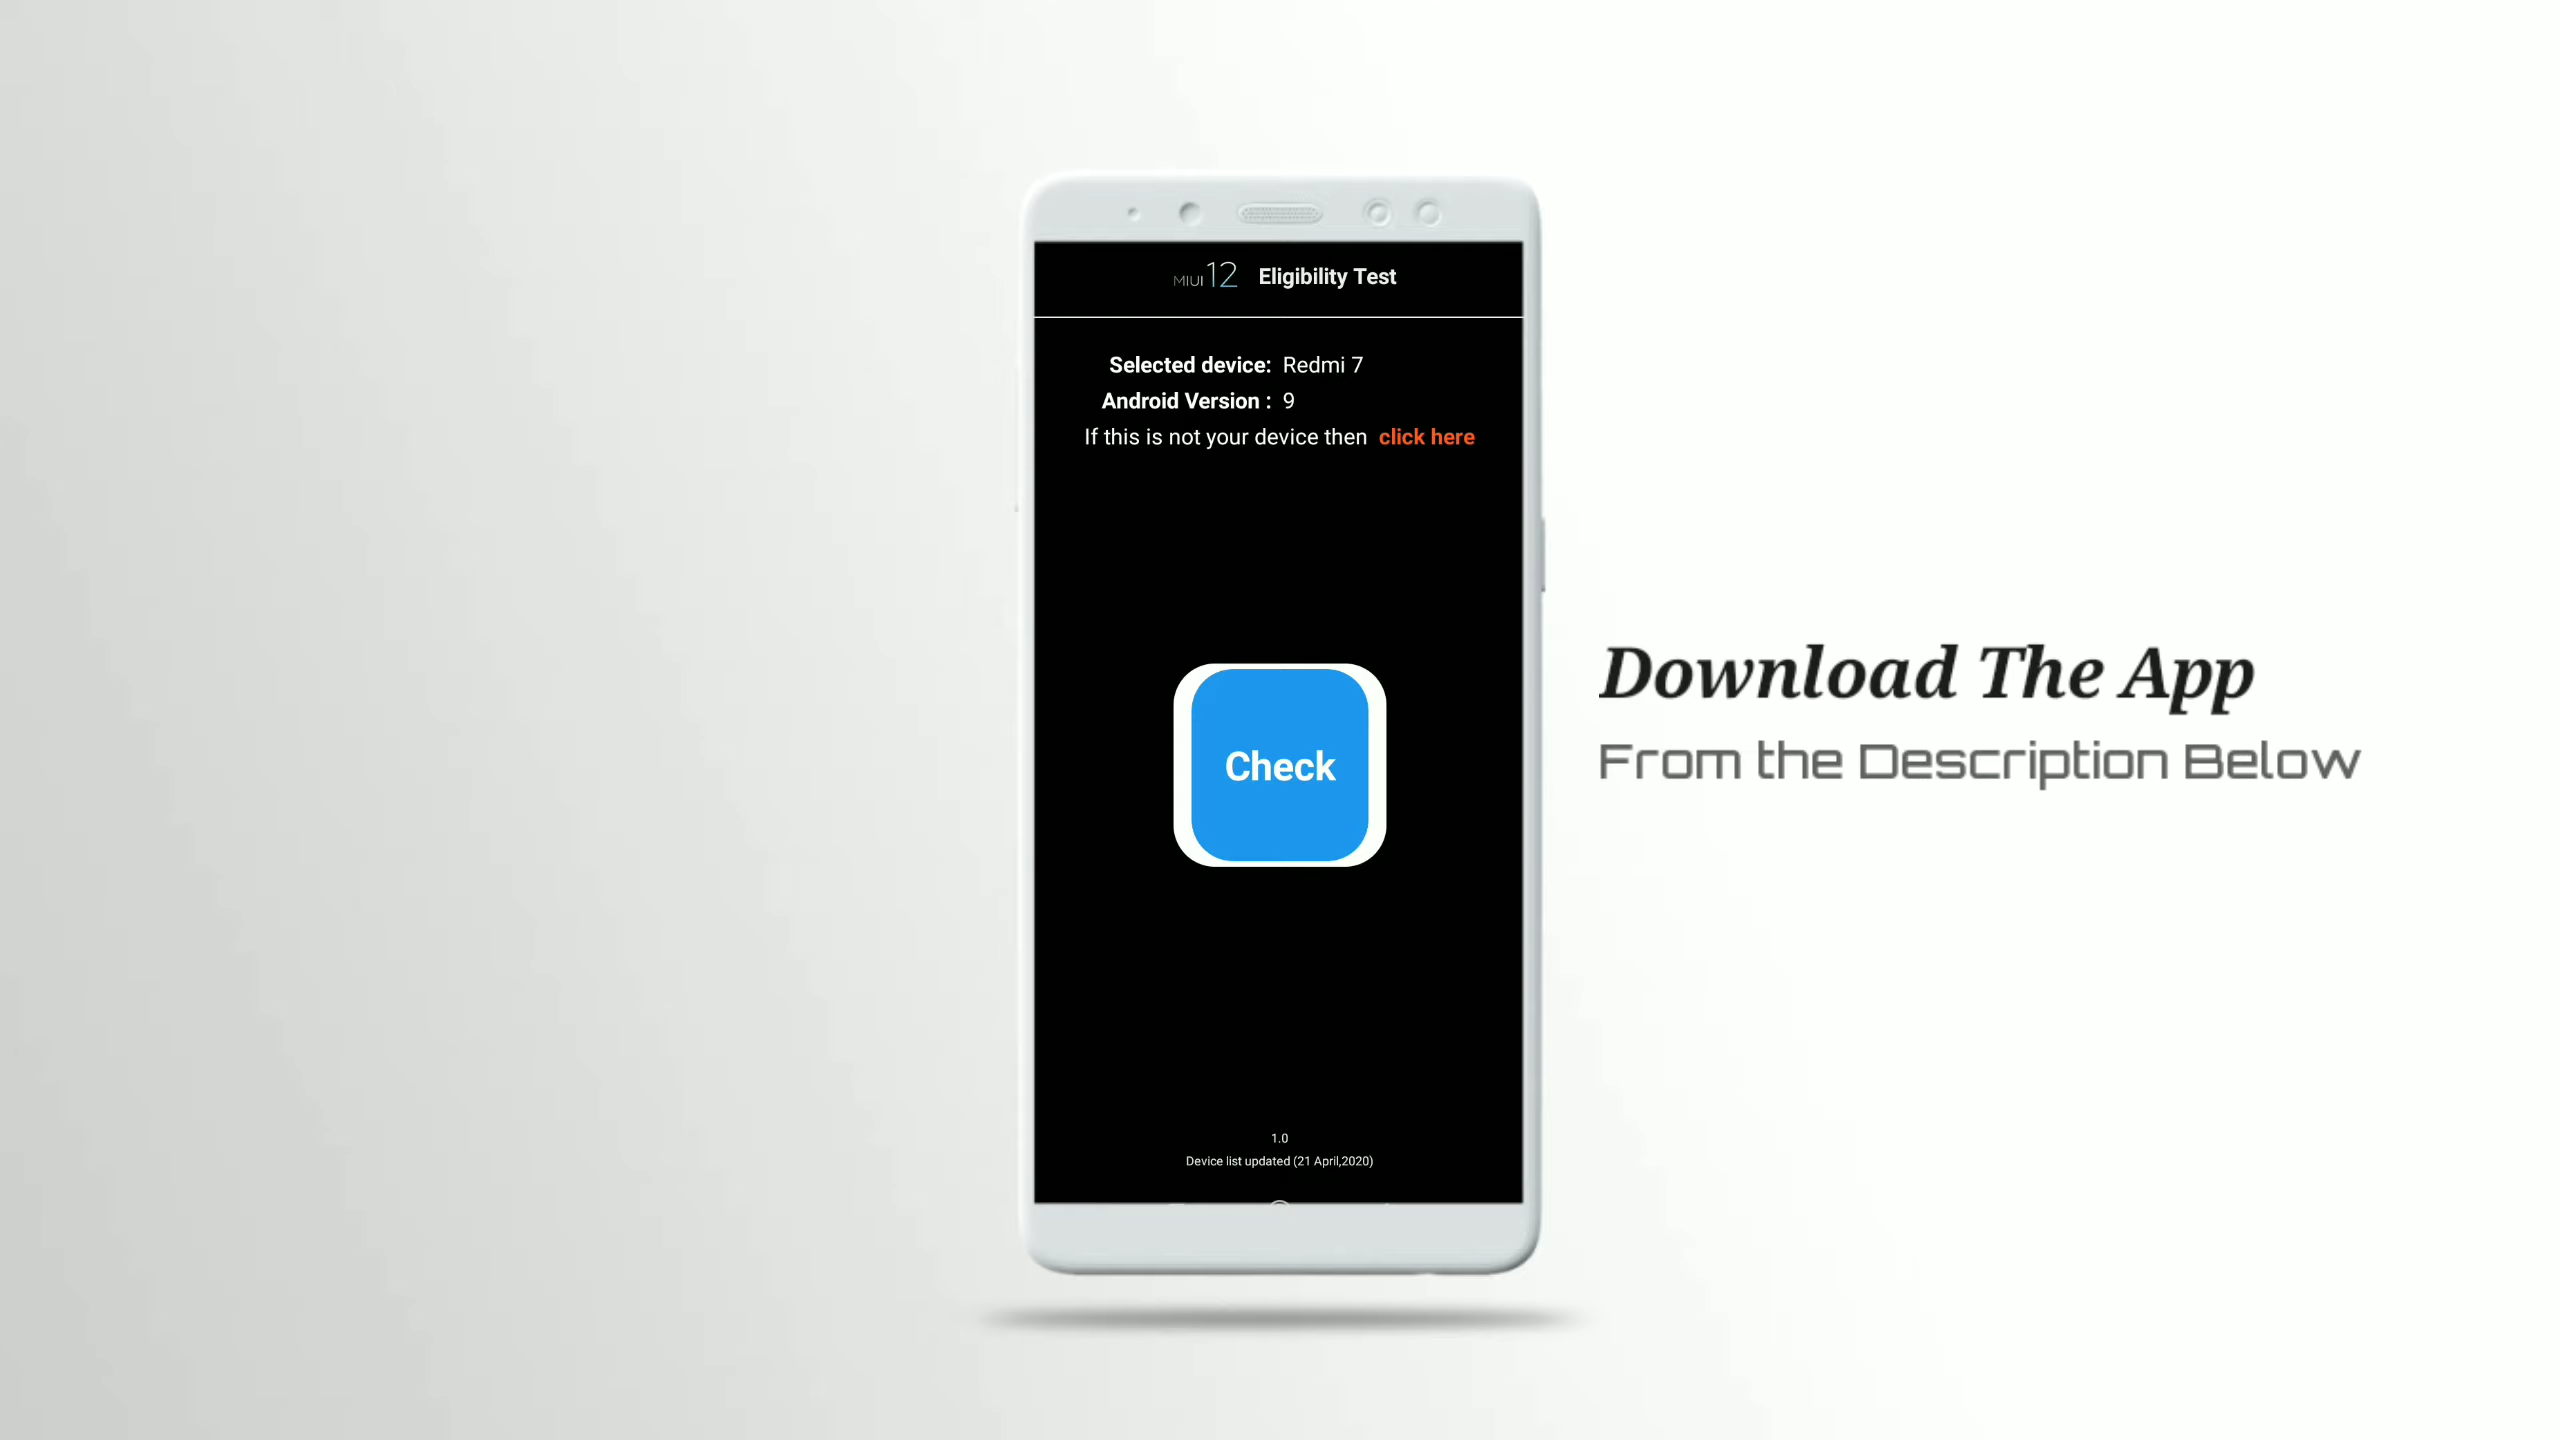 MIUI 12 Eligibility Test
Selected device: Redmi 7
Android Version : 9
If this is not your device then click here
Check
Download The App
From the Description Below
1.0
Device list updated (21 April,2020)